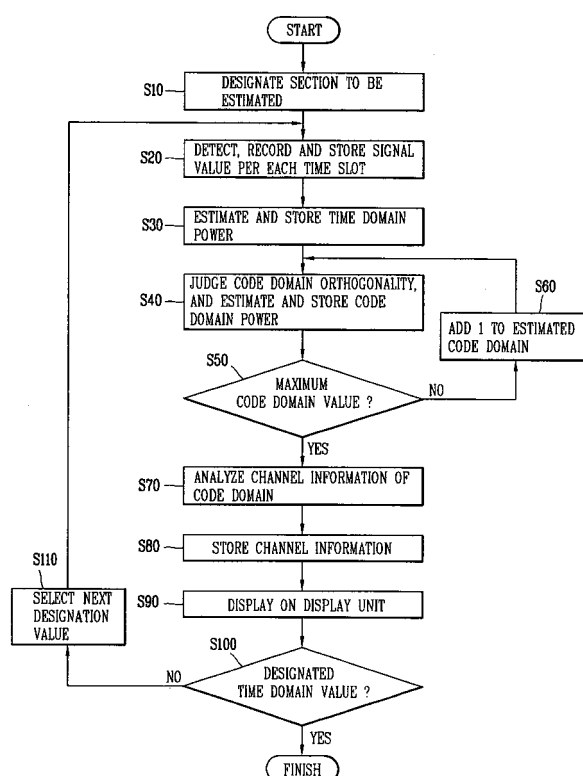 START
S10
DESIGNATE SECTION TO BE
ESTIMATED
S20
DETECT, RECORD AND STORE SIGNAL
VALUE PER EACH TIME SLOT
S30
ESTIMATE AND STORE TIME DOMAIN
POWER
S40
JUDGE CODE DOMAIN ORTHOGONALITY,
AND ESTIMATE AND STORE CODE
DOMAIN POWER
S60
ADD 1 TO ESTIMATED
CODE DOMAIN
S50
MAXIMUM
CODE DOMAIN VALUE ?
NO
YES
S70
ANALYZE CHANNEL INFORMATION OF
CODE DOMAIN
S80
STORE CHANNEL INFORMATION
S110
SELECT NEXT
DESIGNATION
VALUE
S90
DISPLAY ON DISPLAY UNIT
S100
DESIGNATED
TIME DOMAIN VALUE ?
NO
YES
FINISH